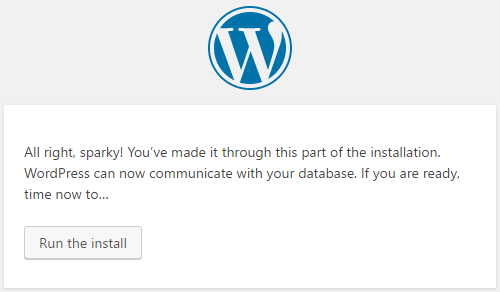 All right, sparky! You’ve made it through this part of the installation.
WordPress can now communicate with your database. If you are ready,
time now to…
Run the install